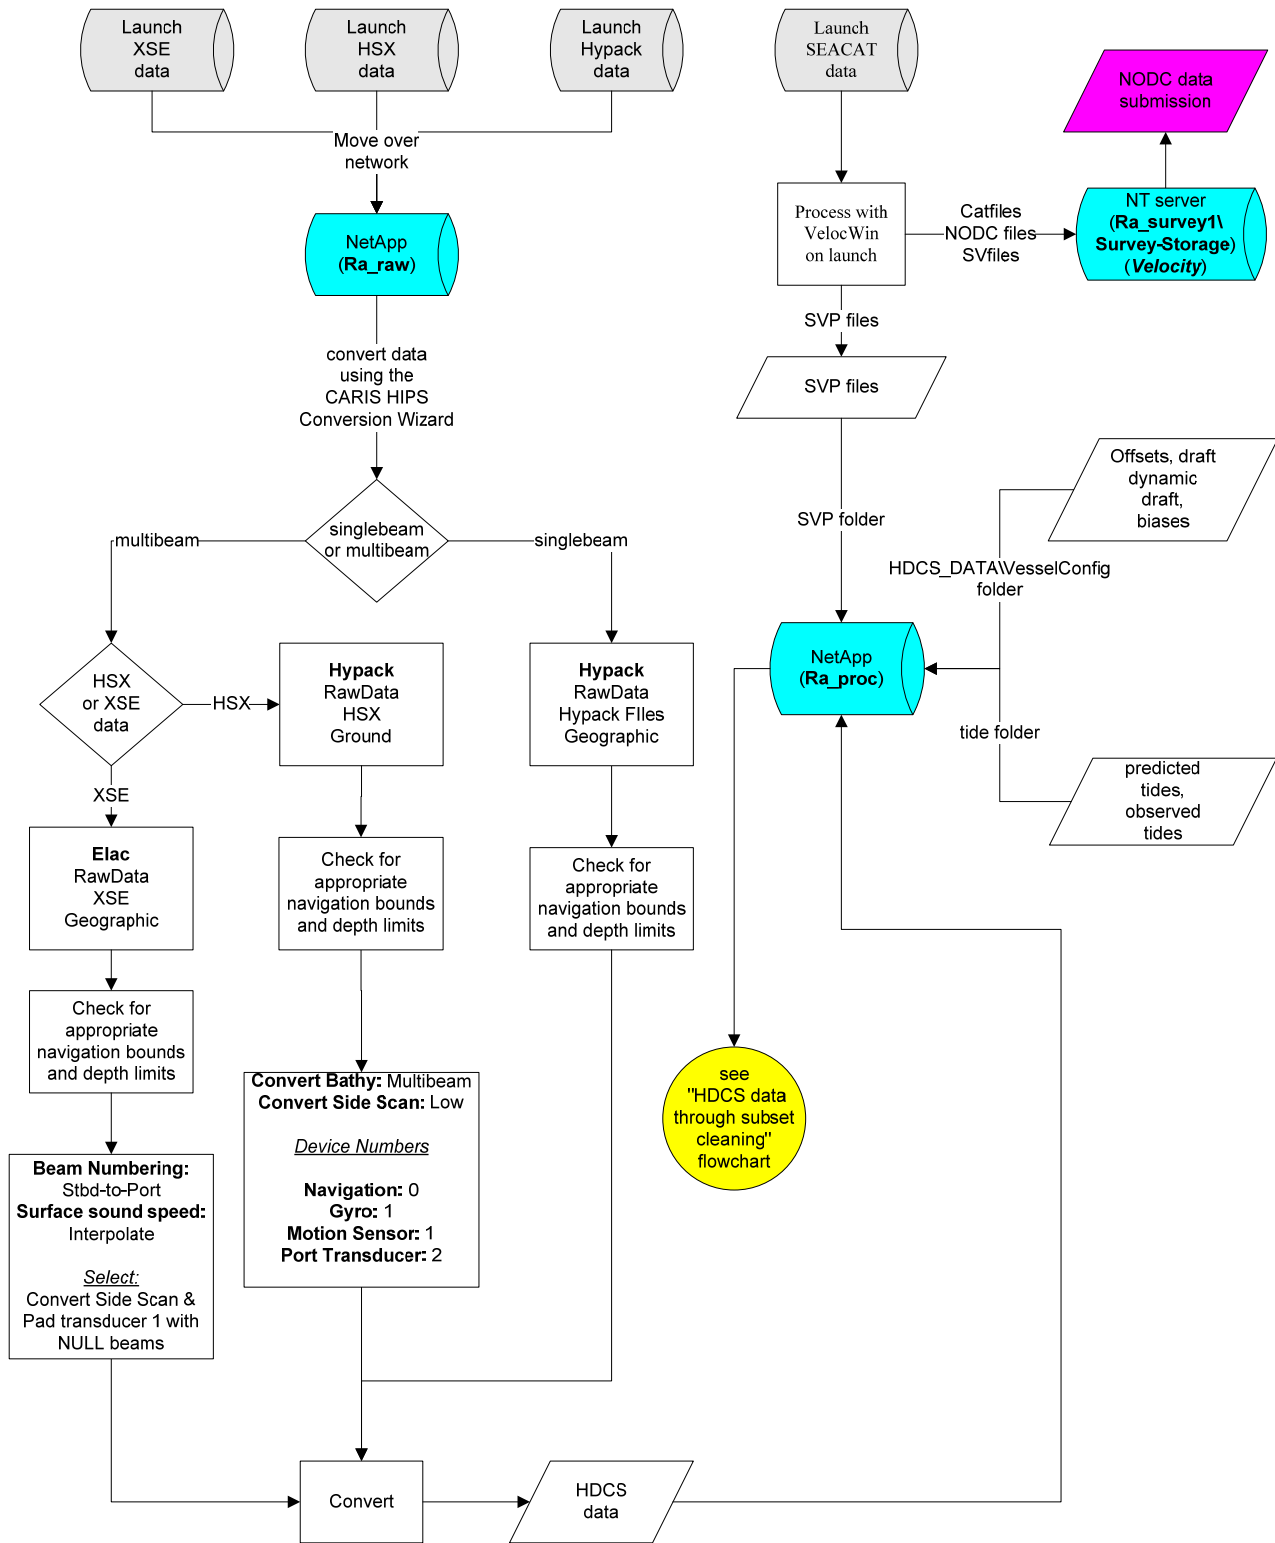 Launch
XSE
data
Launch
HSX
data
Launch
Hypack
data
Launch
SEACAT
data
NODC data
submission
Move over
network
NetApp
(Ra_raw)
Process with
VelocWin
on launch
Catfiles
NODC files
SVfiles
NT server
(Ra_survey1\
Survey-Storage)
(Velocity)
SVP files
SVP files
convert data
using the
CARIS HIPS
Conversion Wizard
singlebeam
or multibeam
multibeam
singlebeam
SVP folder
Offsets, draft
dynamic
draft,
biases
HDCS_DATA\VesselConfig
folder
HSX
or XSE
data
HSX
Hypack
RawData
HSX
Ground
Hypack
RawData
Hypack FIles
Geographic
NetApp
(Ra_proc)
tide folder
predicted
tides,
observed
tides
XSE
Elac
RawData
XSE
Geographic
Check for
appropriate
navigation bounds
and depth limits
Check for
appropriate
navigation bounds
and depth limits
Check for
appropriate
navigation bounds
and depth limits
Convert Bathy: Multibeam
Convert Side Scan: Low
Device Numbers
Navigation: 0
Gyro: 1
Motion Sensor: 1
Port Transducer: 2
see
"HDCS data
through subset
cleaning"
flowchart
Beam Numbering:
Stbd-to-Port
Surface sound speed:
Interpolate
Select:
Convert Side Scan &
Pad transducer 1 with
NULL beams
Convert
HDCS
data